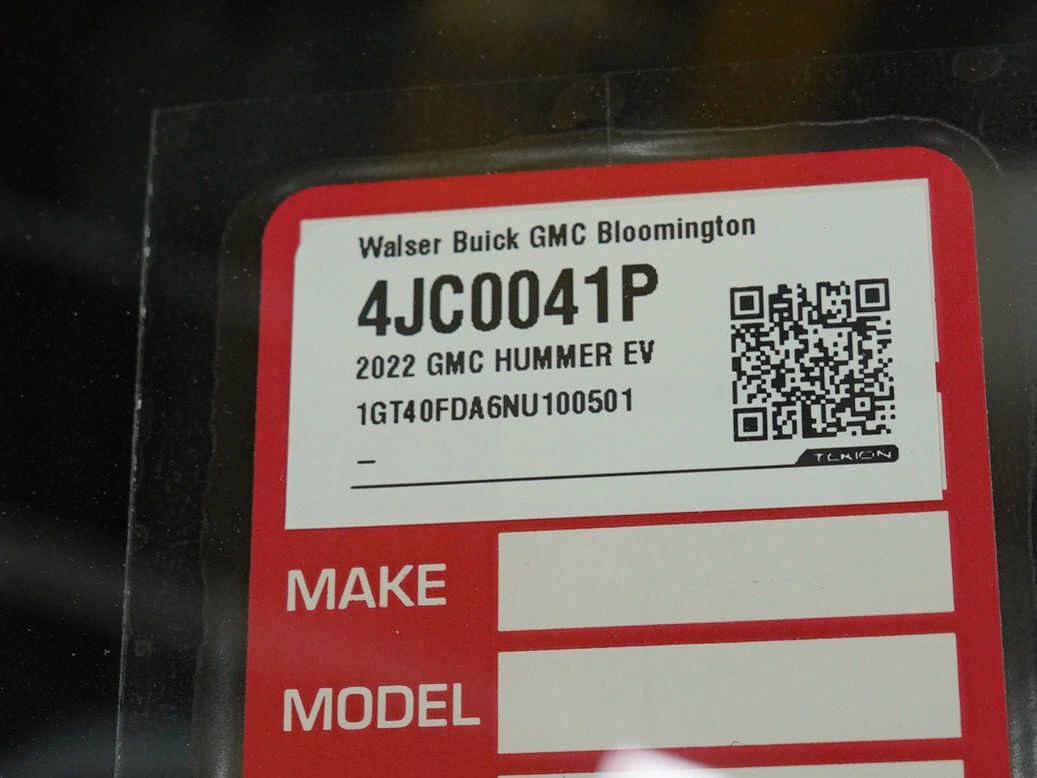 Walser Buick GMC Bloomington
4JC0041P
2022 GMC HUMMER EV
1GT40FDA6NU100501
–
TEKION
MAKE
MODEL